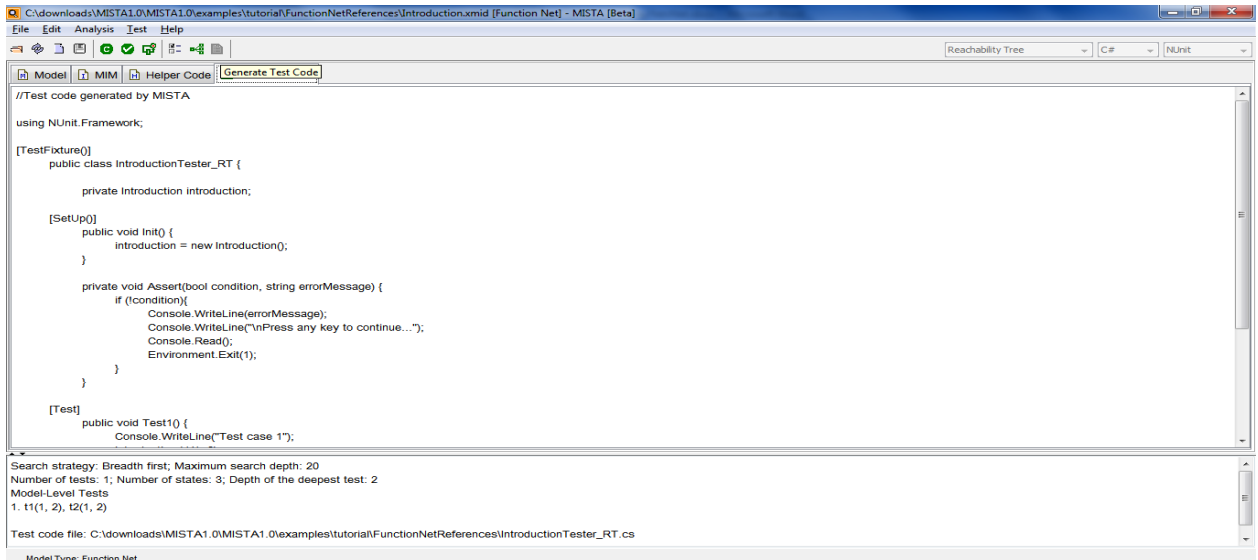 C:\downloads\MISTA1.0\MISTA1.0\examples\tutorial\FunctionNetReferences\Introduction.xmid [Function Net] - MISTA [Beta]
File Edit Analysis Test Help
Reachability Tree C# NUnit
Model MIM Helper Code Generate Test Code
//Test code generated by MISTA
using NUnit.Framework;
[TestFixture()]
public class IntroductionTester_RT {
private Introduction introduction;
[SetUp()]
public void Init() {
introduction = new Introduction();
}
private void Assert(bool condition, string errorMessage) {
if (!condition){
Console.WriteLine(errorMessage);
Console.WriteLine("\nPress any key to continue...");
Console.Read();
Environment.Exit(1);
}
}
[Test]
public void Test1() {
Console.WriteLine("Test case 1");
Search strategy: Breadth first; Maximum search depth: 20
Number of tests: 1; Number of states: 3; Depth of the deepest test: 2
Model-Level Tests
1. t1(1, 2), t2(1, 2)
Test code file: C:\downloads\MISTA1.0\MISTA1.0\examples\tutorial\FunctionNetReferences\IntroductionTester_RT.cs
Model Type: Function Net